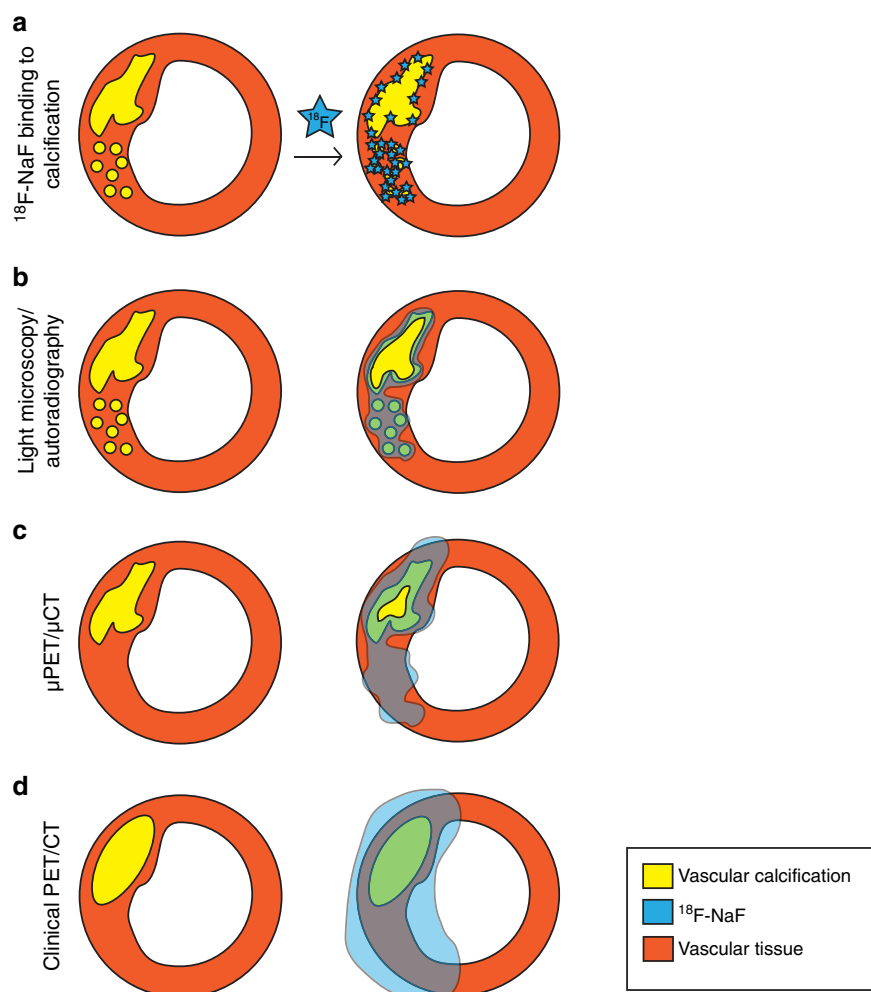 a
¹⁸F-NaF binding to
calcification
¹⁸F
b
Light microscopy/
autoradiography
c
μPET/μCT
d
Clinical PET/CT
Vascular calcification
¹⁸F-NaF
Vascular tissue